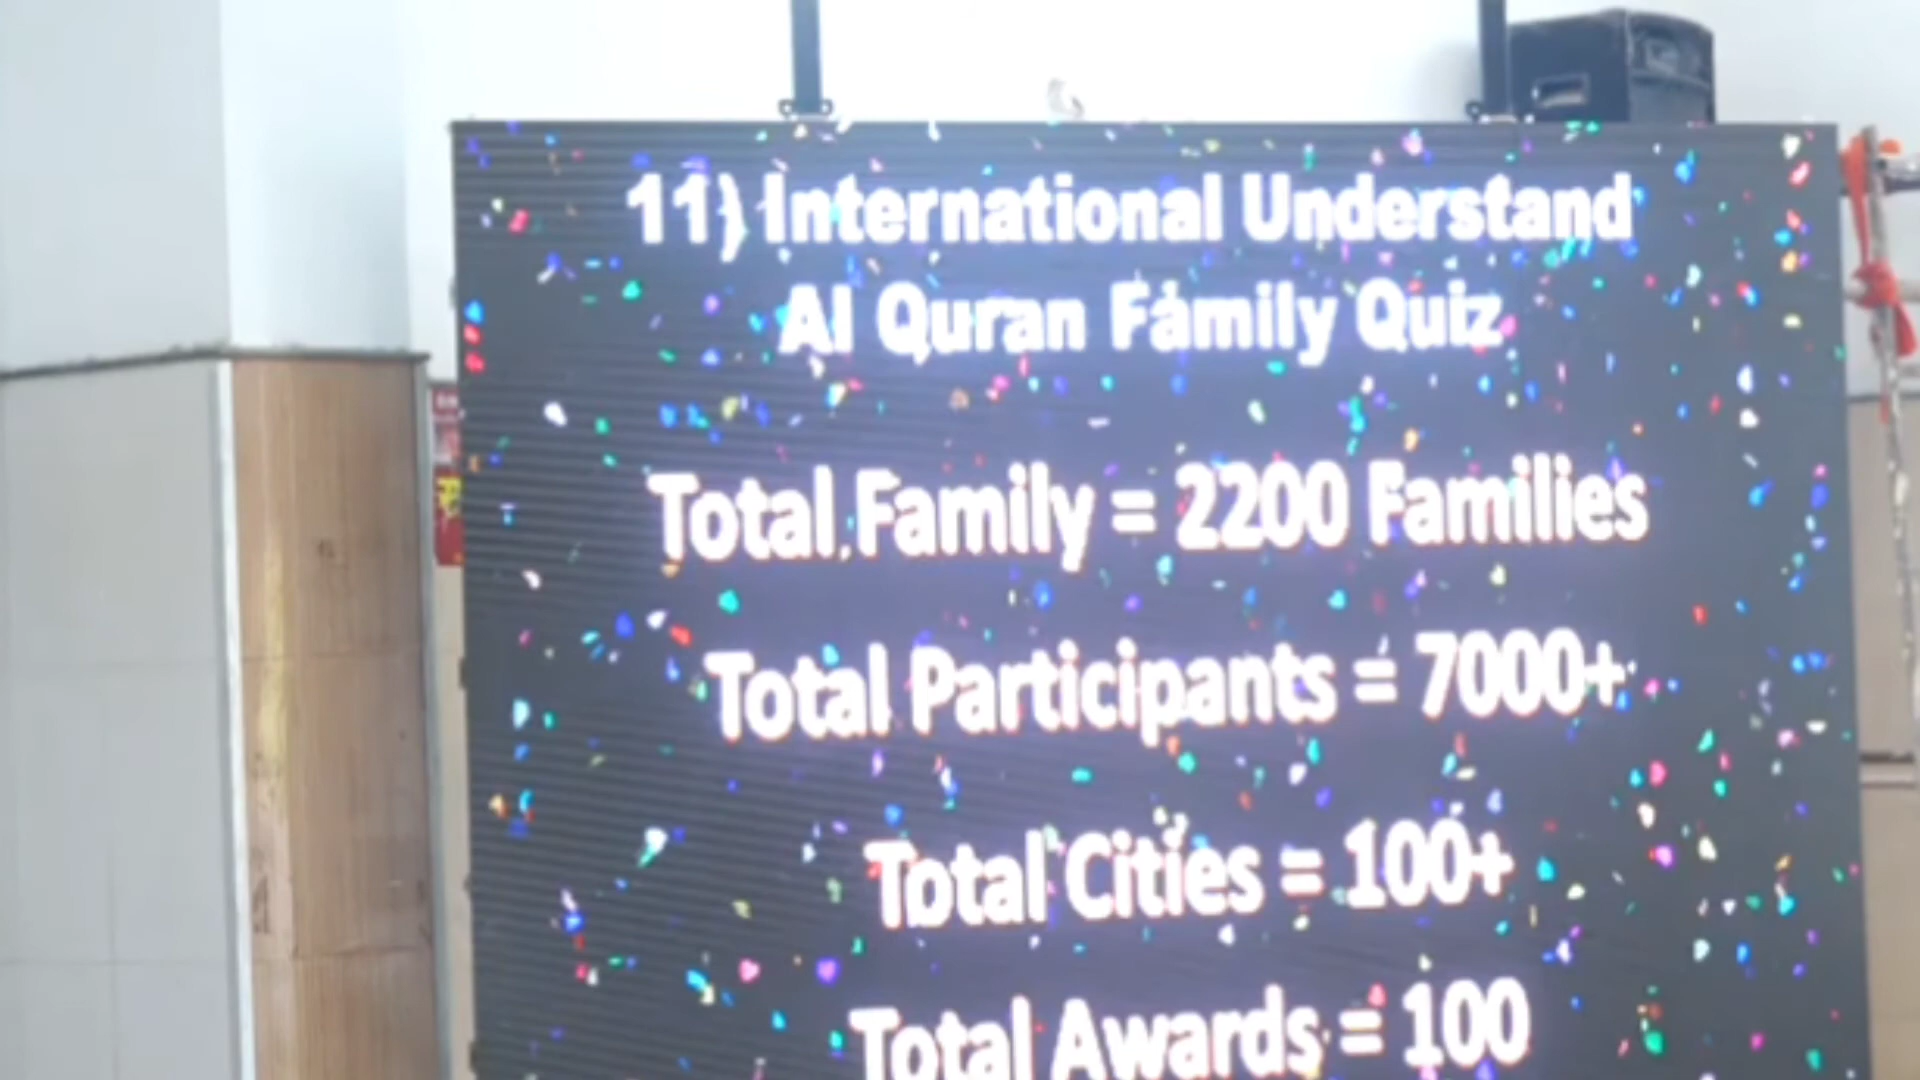 11) International Understand
Al Quran Family Quiz
Total Family = 2200 Families
Total Participants = 7000+
Total Cities = 100+
Total Awards = 100